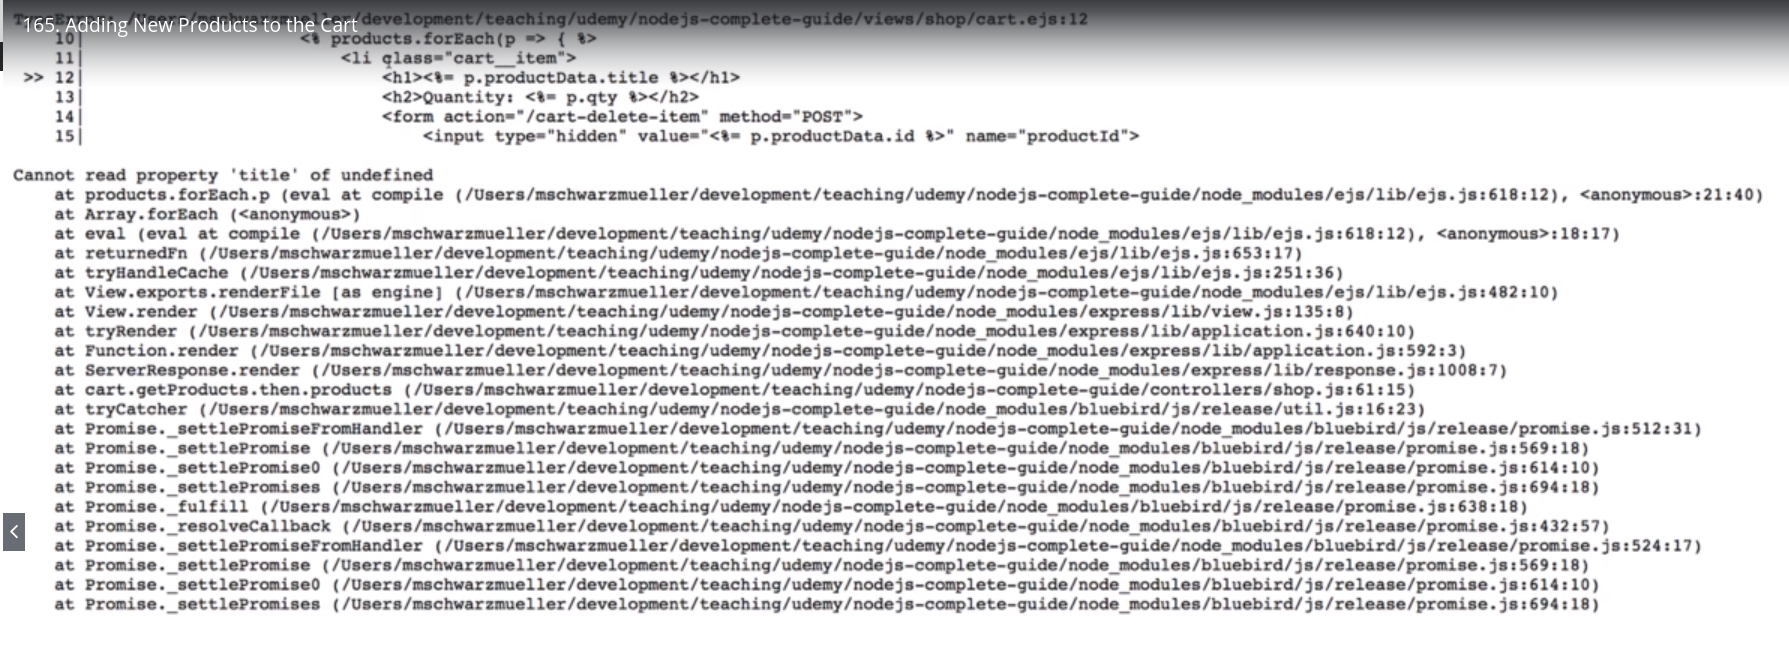 165. Adding New Products to the Cart
/development/teaching/udemy/nodejs-complete-guide/views/shop/cart.ejs:12
10| <% products.forEach(p => { %>
11| <li class="cart__item">
>> 12| <h1><%= p.productData.title %></h1>
13| <h2>Quantity: <%= p.qty %></h2>
14| <form action="/cart-delete-item" method="POST">
15| <input type="hidden" value="<%= p.productData.id %>" name="productId">
Cannot read property 'title' of undefined
at products.forEach.p (eval at compile (/Users/mschwarzmueller/development/teaching/udemy/nodejs-complete-guide/node_modules/ejs/lib/ejs.js:618:12), <anonymous>:21:40)
at Array.forEach (<anonymous>)
at eval (eval at compile (/Users/mschwarzmueller/development/teaching/udemy/nodejs-complete-guide/node_modules/ejs/lib/ejs.js:618:12), <anonymous>:18:17)
at returnedFn (/Users/mschwarzmueller/development/teaching/udemy/nodejs-complete-guide/node_modules/ejs/lib/ejs.js:653:17)
at tryHandleCache (/Users/mschwarzmueller/development/teaching/udemy/nodejs-complete-guide/node_modules/ejs/lib/ejs.js:251:36)
at View.exports.renderFile [as engine] (/Users/mschwarzmueller/development/teaching/udemy/nodejs-complete-guide/node_modules/ejs/lib/ejs.js:482:10)
at View.render (/Users/mschwarzmueller/development/teaching/udemy/nodejs-complete-guide/node_modules/express/lib/view.js:135:8)
at tryRender (/Users/mschwarzmueller/development/teaching/udemy/nodejs-complete-guide/node_modules/express/lib/application.js:640:10)
at Function.render (/Users/mschwarzmueller/development/teaching/udemy/nodejs-complete-guide/node_modules/express/lib/application.js:592:3)
at ServerResponse.render (/Users/mschwarzmueller/development/teaching/udemy/nodejs-complete-guide/node_modules/express/lib/response.js:1008:7)
at cart.getProducts.then.products (/Users/mschwarzmueller/development/teaching/udemy/nodejs-complete-guide/controllers/shop.js:61:15)
at tryCatcher (/Users/mschwarzmueller/development/teaching/udemy/nodejs-complete-guide/node_modules/bluebird/js/release/util.js:16:23)
at Promise._settlePromiseFromHandler (/Users/mschwarzmueller/development/teaching/udemy/nodejs-complete-guide/node_modules/bluebird/js/release/promise.js:512:31)
at Promise._settlePromise (/Users/mschwarzmueller/development/teaching/udemy/nodejs-complete-guide/node_modules/bluebird/js/release/promise.js:569:18)
at Promise._settlePromise0 (/Users/mschwarzmueller/development/teaching/udemy/nodejs-complete-guide/node_modules/bluebird/js/release/promise.js:614:10)
at Promise._settlePromises (/Users/mschwarzmueller/development/teaching/udemy/nodejs-complete-guide/node_modules/bluebird/js/release/promise.js:694:18)
at Promise._fulfill (/Users/mschwarzmueller/development/teaching/udemy/nodejs-complete-guide/node_modules/bluebird/js/release/promise.js:638:18)
at Promise._resolveCallback (/Users/mschwarzmueller/development/teaching/udemy/nodejs-complete-guide/node_modules/bluebird/js/release/promise.js:432:57)
at Promise._settlePromiseFromHandler (/Users/mschwarzmueller/development/teaching/udemy/nodejs-complete-guide/node_modules/bluebird/js/release/promise.js:524:17)
at Promise._settlePromise (/Users/mschwarzmueller/development/teaching/udemy/nodejs-complete-guide/node_modules/bluebird/js/release/promise.js:569:18)
at Promise._settlePromise0 (/Users/mschwarzmueller/development/teaching/udemy/nodejs-complete-guide/node_modules/bluebird/js/release/promise.js:614:10)
at Promise._settlePromises (/Users/mschwarzmueller/development/teaching/udemy/nodejs-complete-guide/node_modules/bluebird/js/release/promise.js:694:18)